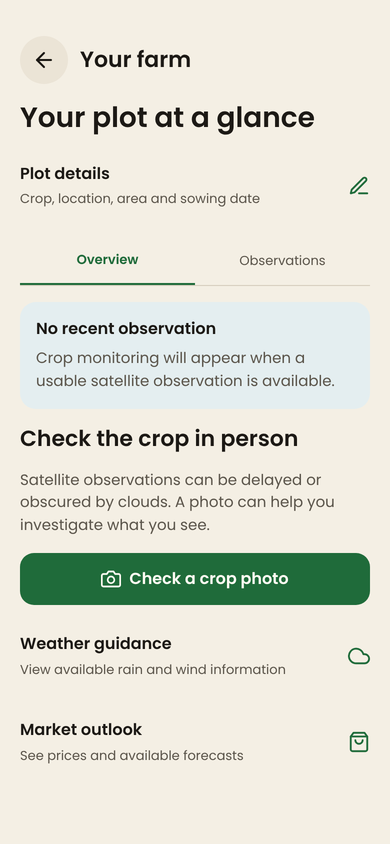 Your farm
Your plot at a glance
Plot details
Crop, location, area and sowing date
Overview
Observations
No recent observation
Crop monitoring will appear when a
usable satellite observation is available.
Check the crop in person
Satellite observations can be delayed or
obscured by clouds. A photo can help you
investigate what you see.
Check a crop photo
Weather guidance
View available rain and wind information
Market outlook
See prices and available forecasts